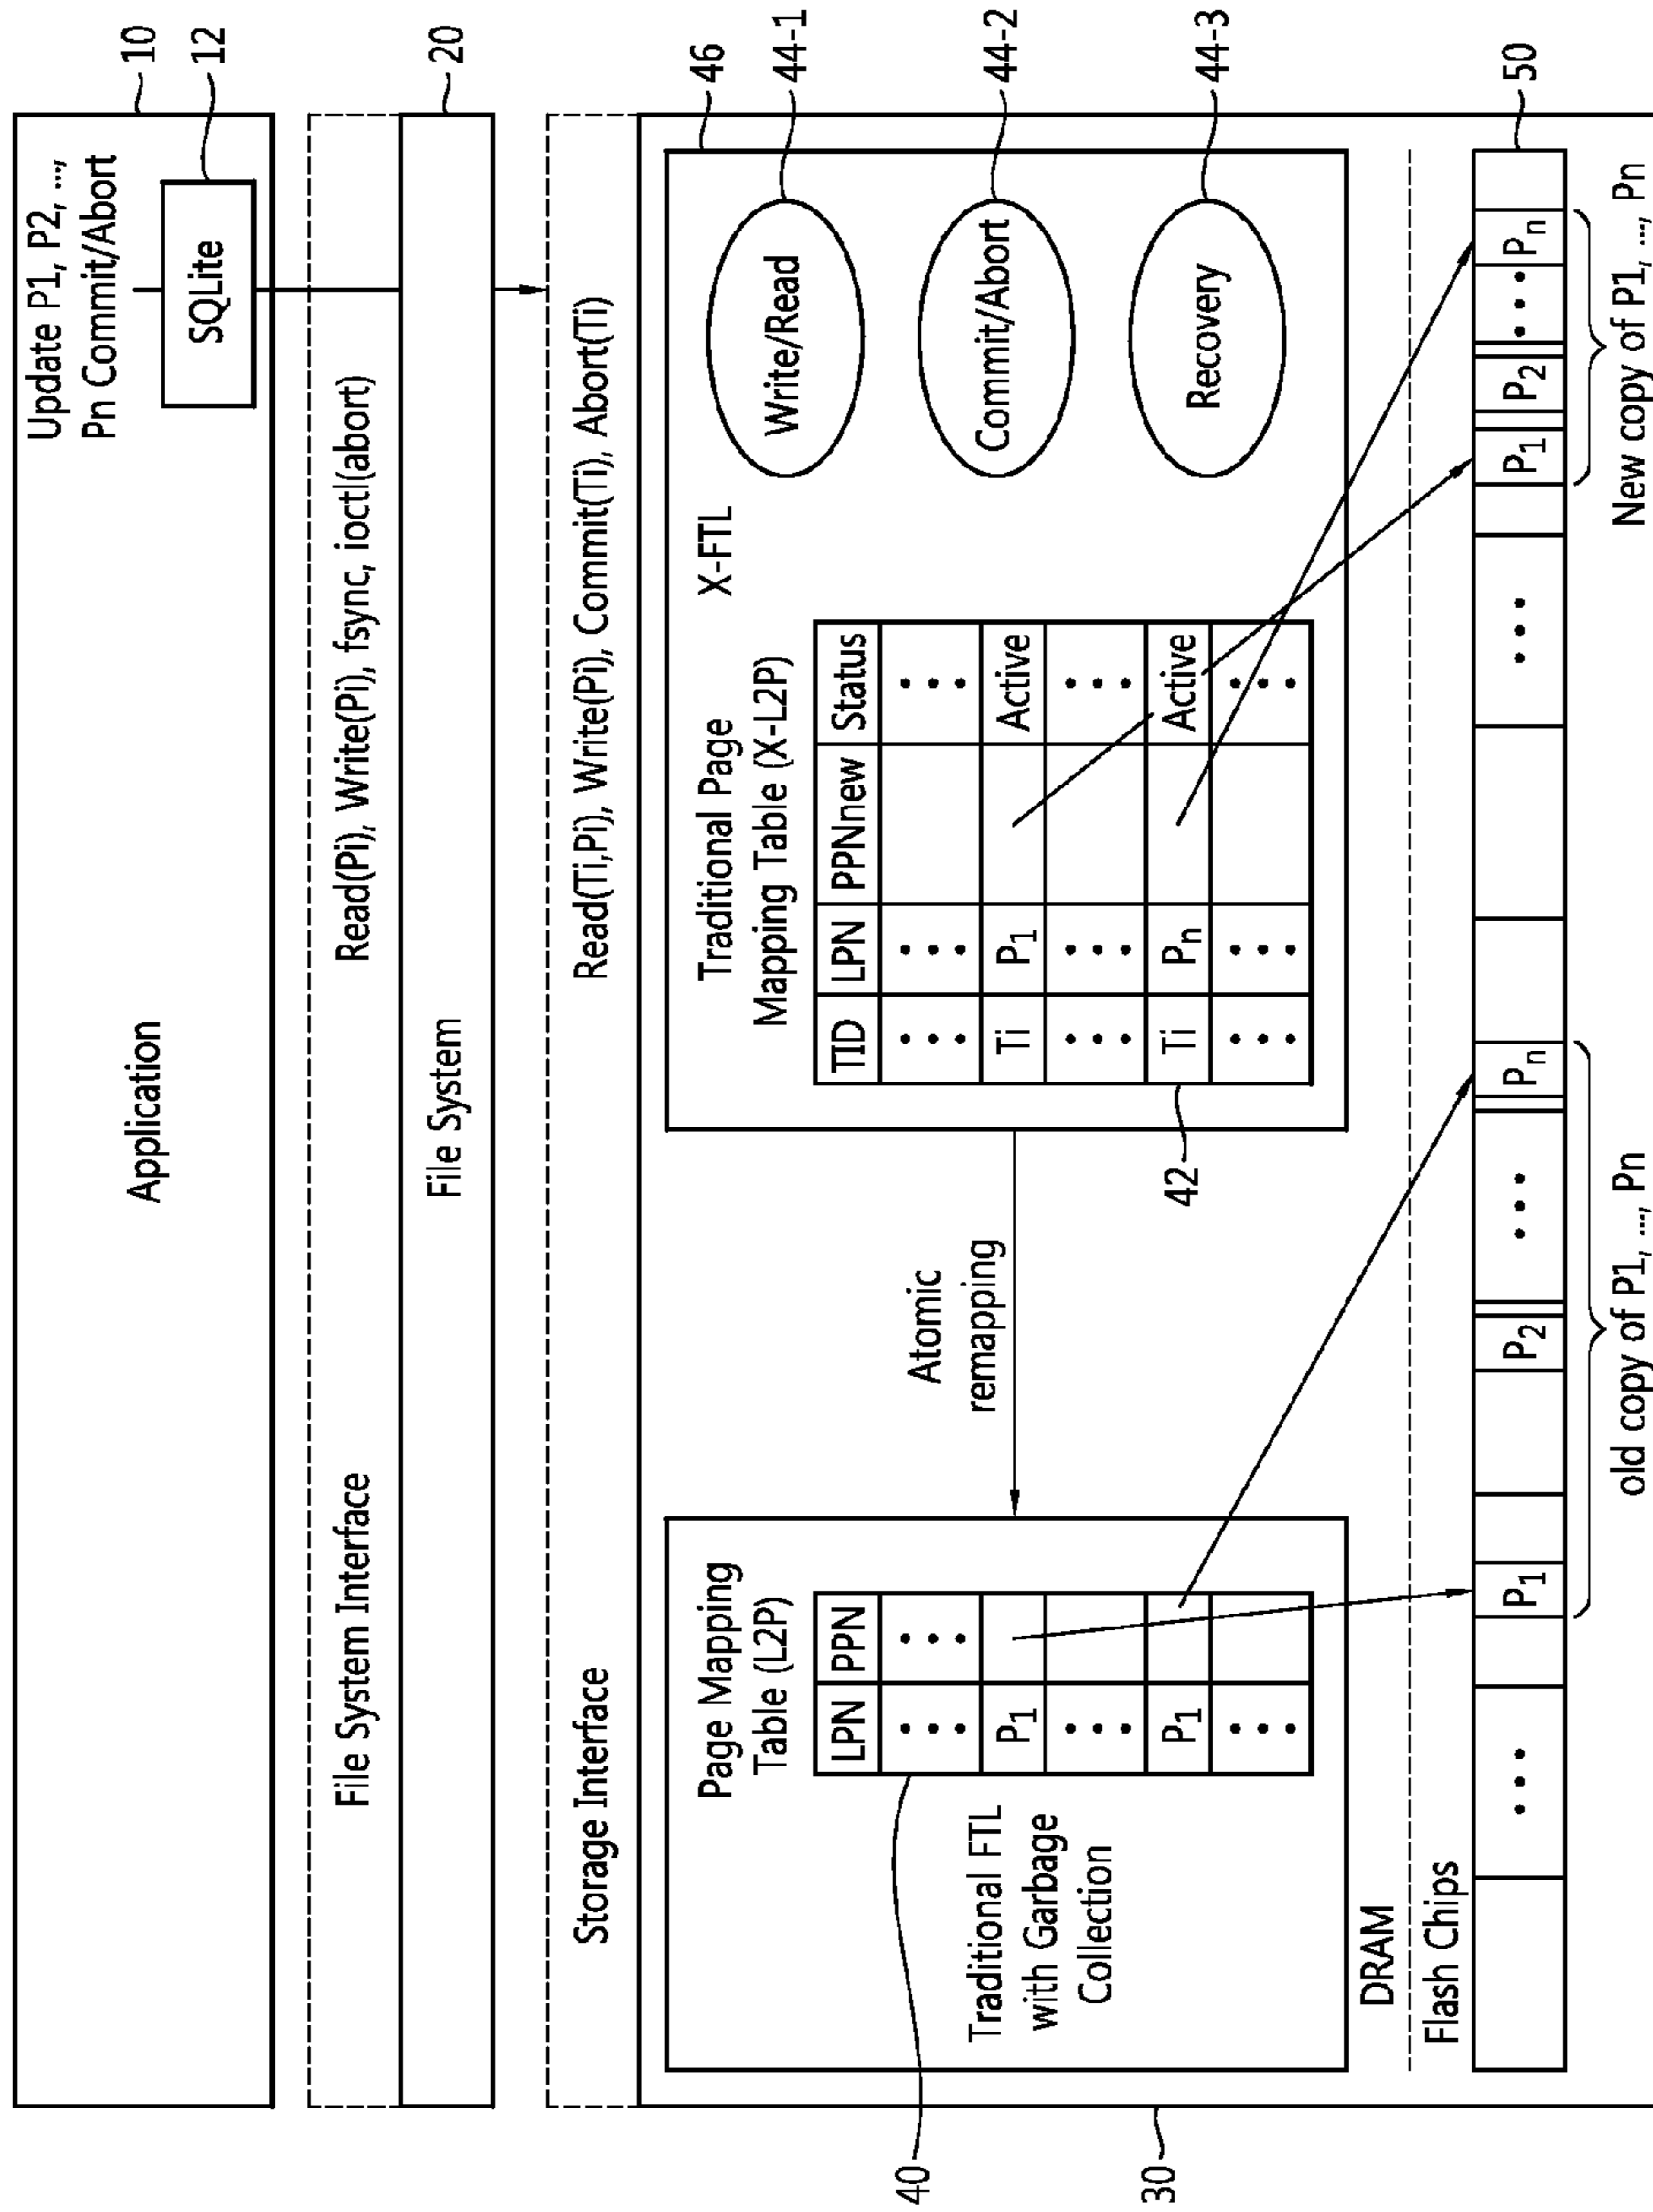 Application
Update P1, P2, ...,
Pn Commit/Abort
10
SQLite
12
File System Interface
Read(Pi), Write(Pi), fsync, ioctl(abort)
File System
20
Storage Interface
Read(Ti,Pi), Write(Pi), Commit(Ti), Abort(Ti)
Page Mapping
Table (L2P)
LPN PPN
••• •••
P1
•••
P1
•••
Traditional FTL
with Garbage
Collection
40
30
Atomic
remapping
Traditional Page
Mapping Table (X-L2P)
TID LPN PPNnew Status
••• ••• •••
Ti P1 Active
••• ••• •••
Ti Pn Active
••• ••• •••
42
X-FTL
46
Write/Read
44-1
Commit/Abort
44-2
Recovery
44-3
DRAM
Flash Chips
50
••• P1 P2 ••• Pn ••• P1 P2 ••• Pn
old copy of P1, ..., Pn
New copy of P1, ..., Pn